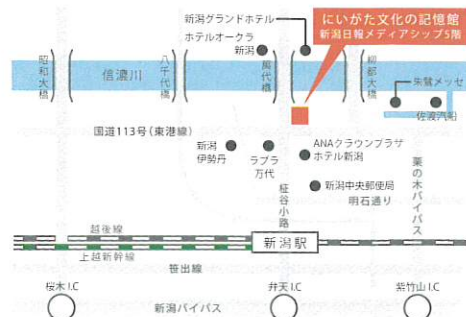 新潟グランドホテル
ホテルオークラ
新潟
にいがた文化の記憶館
新潟日報メディアシップ5階
昭和大橋
八千代橋
萬代橋
柳都大橋
信濃川
朱鷺メッセ
佐渡汽船
国道113号(東港線)
新潟
伊勢丹
ラブラ
万代
ANAクラウンプラザ
ホテル新潟
新潟中央郵便局
明石通り
柾谷小路
栗の木バイパス
越後線
新潟駅
上越新幹線
笹出線
桜木I.C
弁天I.C
紫竹山I.C
新潟バイパス